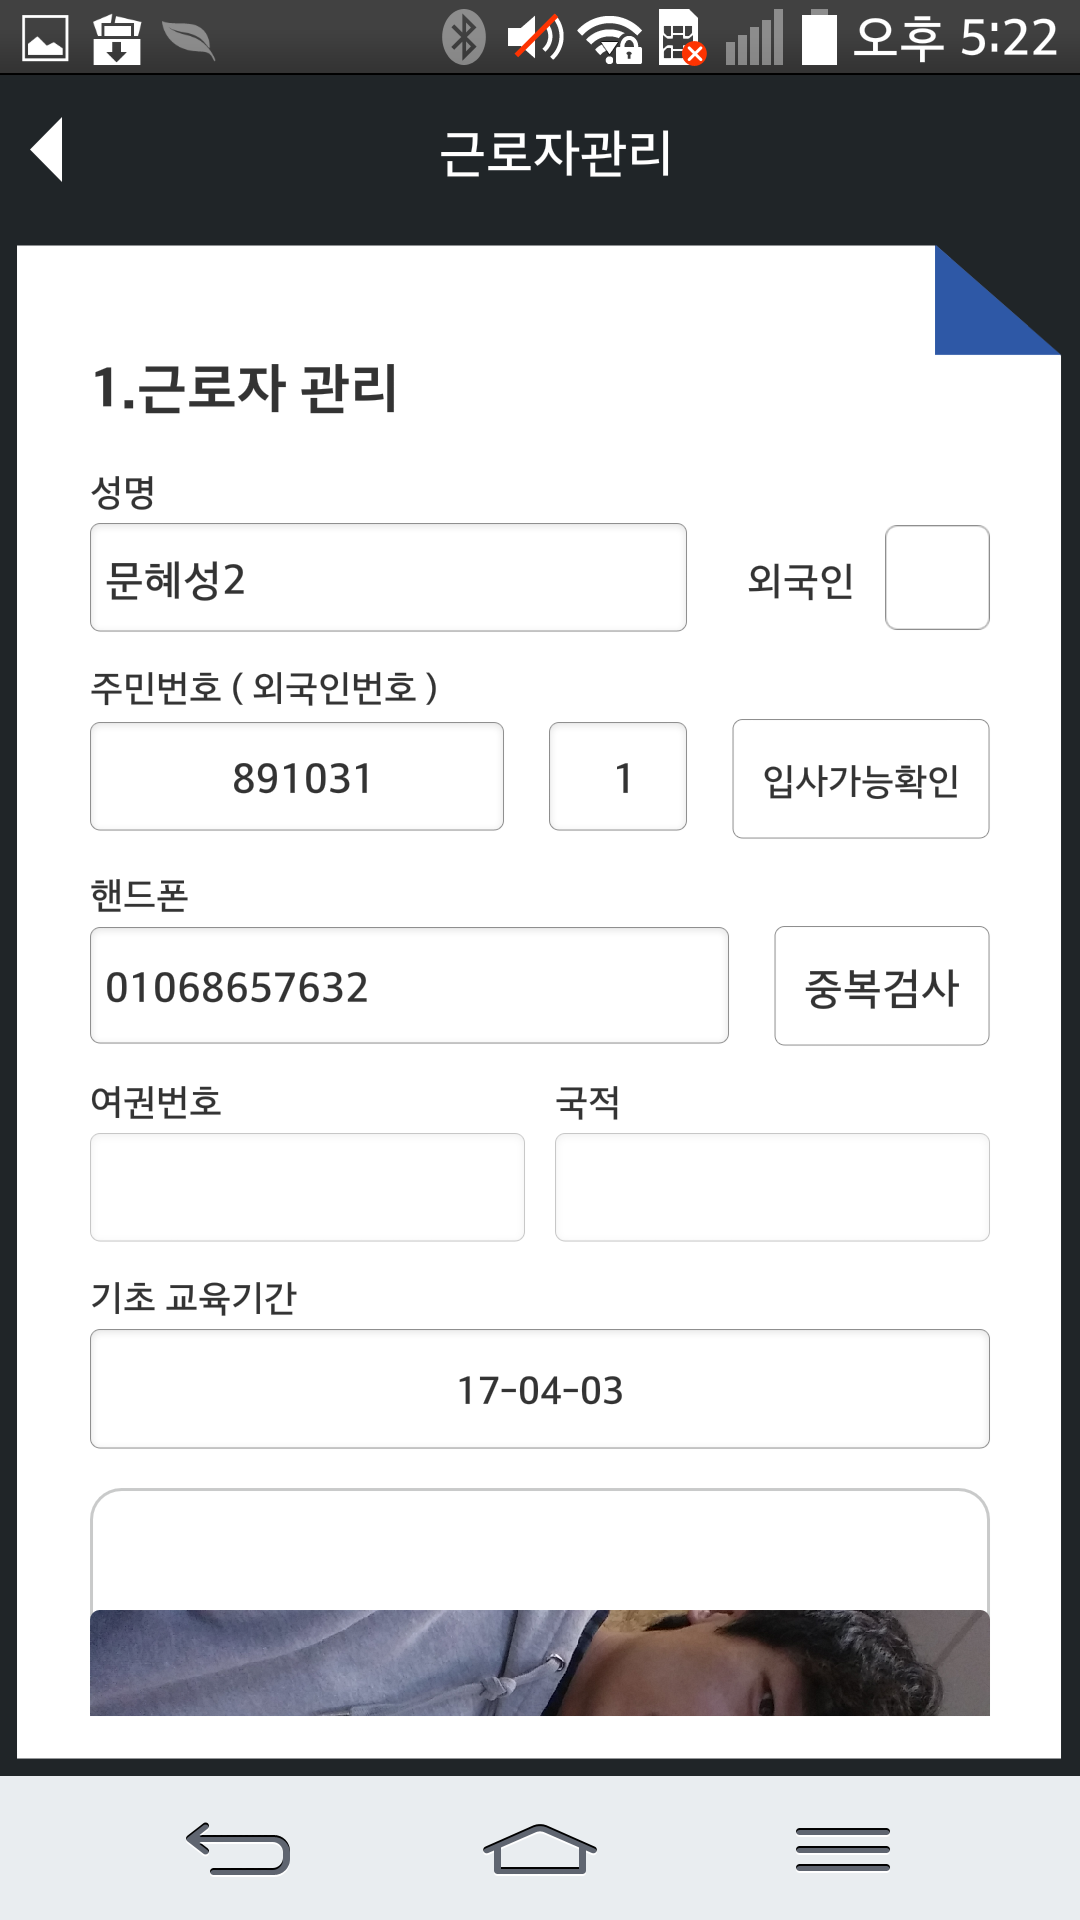 오후 5:22
근로자관리
1.근로자 관리
성명
문혜성2
외국인
주민번호 ( 외국인번호 )
891031
1
입사가능확인
핸드폰
01068657632
중복검사
여권번호
국적
기초 교육기간
17-04-03